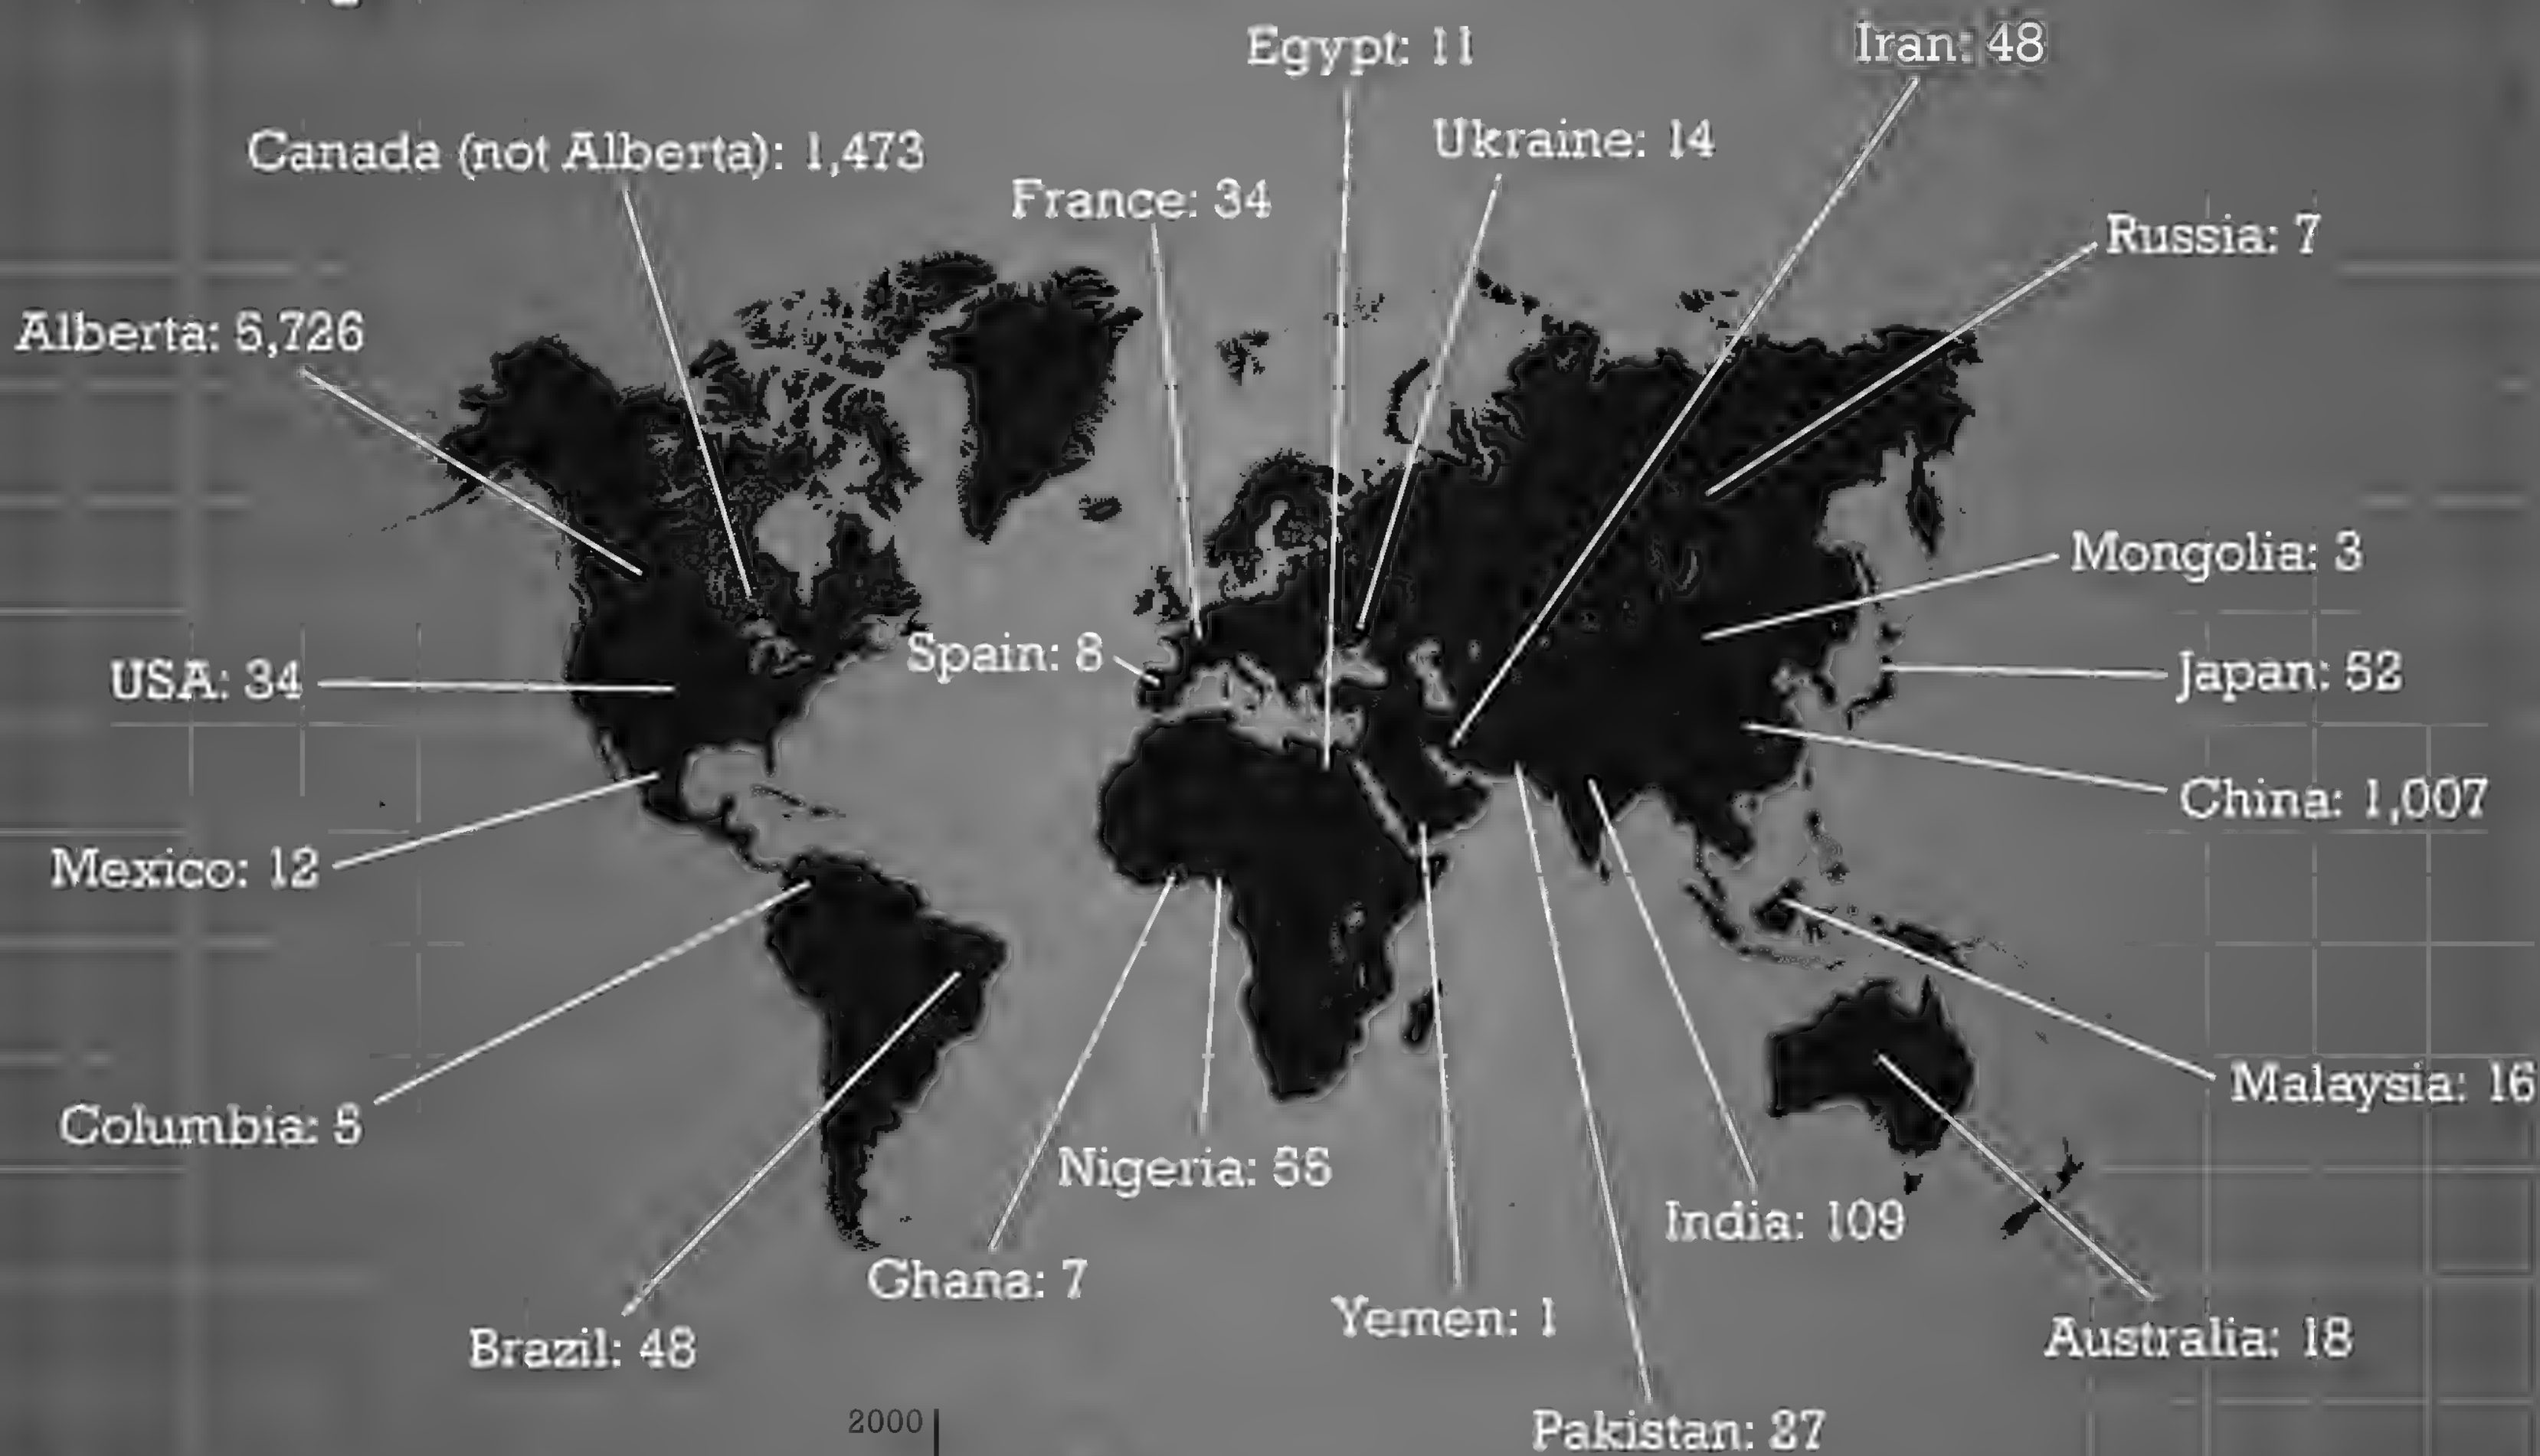 Egypt: 11
Iran: 48
Canada (not Alberta): 1,473
Ukraine: 14
France: 34
Russia: 7
Alberta: 5,726
Mongolia: 3
Spain: 8
USA: 34
Japan: 52
China: 1,007
Mexico: 12
Malaysia: 16
Columbia: 5
Nigeria: 55
India: 109
Ghana: 7
Yemen: 1
Australia: 18
Brazil: 48
2000
Pakistan: 27